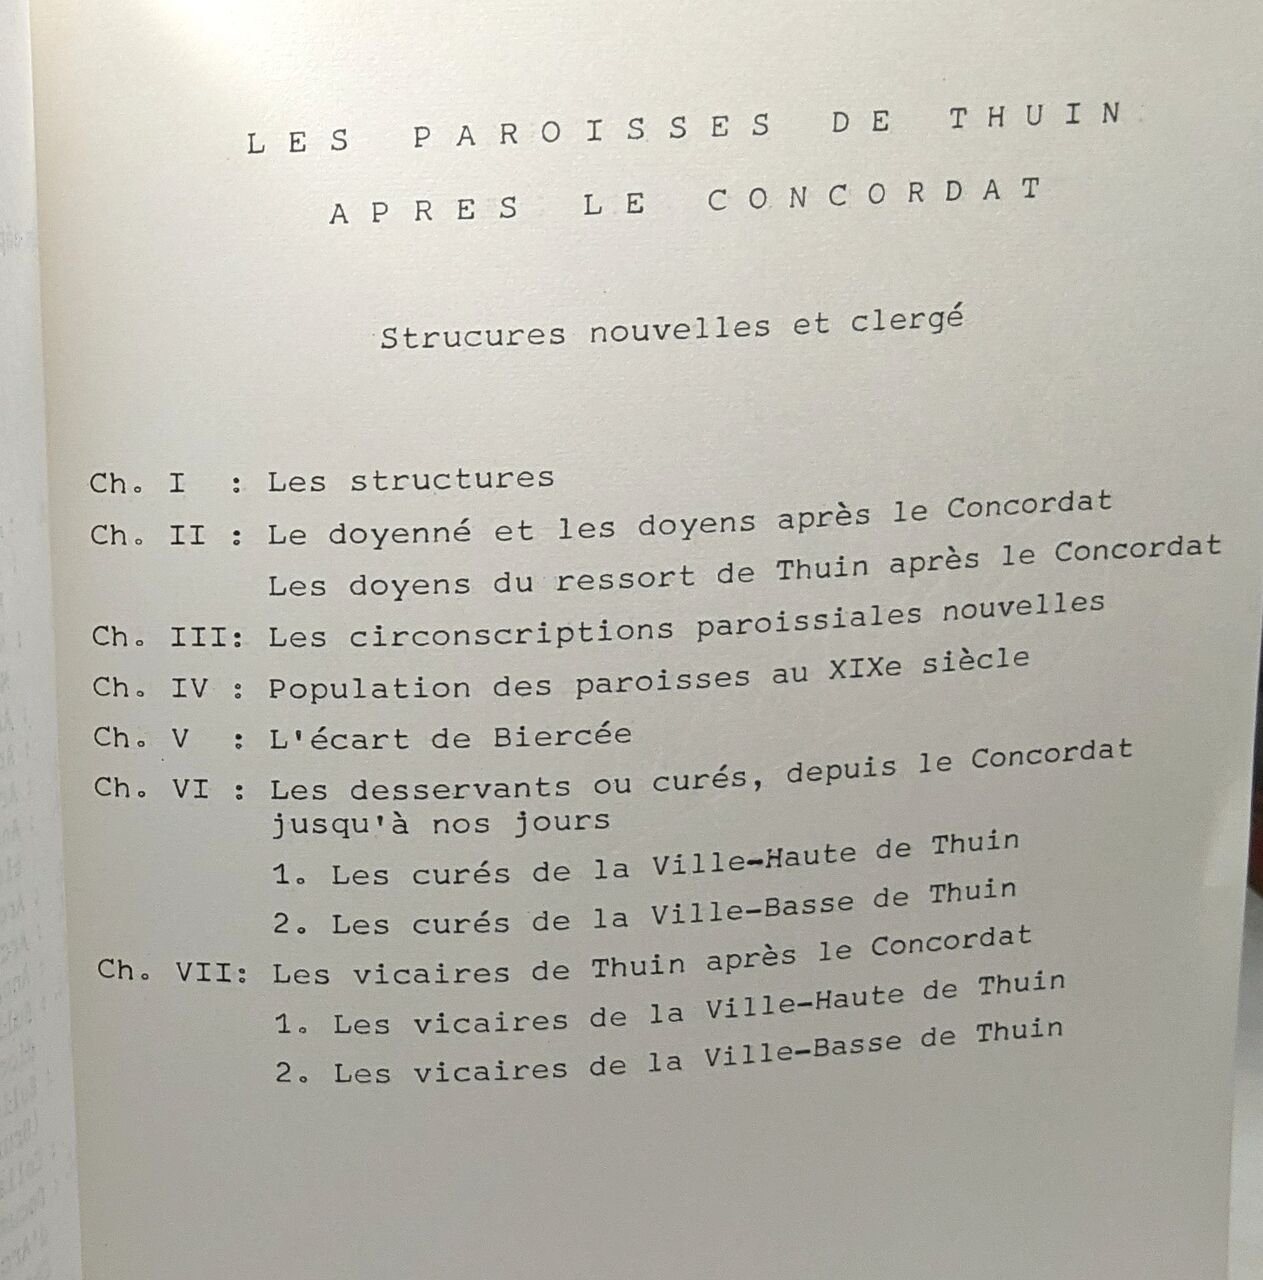 LES PAROISSES DE THUIN
APRES LE CONCORDAT
Strucures nouvelles et clergé
Ch. I : Les structures
Ch. II : Le doyenné et les doyens après le Concordat
Les doyens du ressort de Thuin après le Concordat
Ch. III: Les circonscriptions paroissiales nouvelles
Ch. IV : Population des paroisses au XIXe siècle
Ch. V : L'écart de Biercée
Ch. VI : Les desservants ou curés, depuis le Concordat
jusqu'à nos jours
1. Les curés de la Ville-Haute de Thuin
2. Les curés de la Ville-Basse de Thuin
Ch. VII: Les vicaires de Thuin après le Concordat
1. Les vicaires de la Ville-Haute de Thuin
2. Les vicaires de la Ville-Basse de Thuin